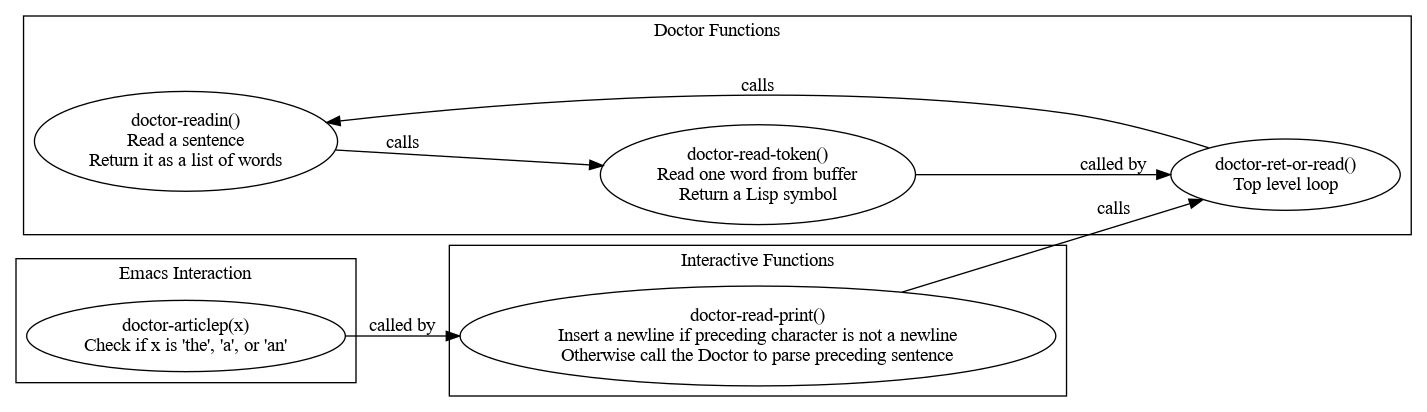 Doctor Functions
calls
doctor-readin()
Read a sentence
Return it as a list of words
calls
doctor-read-token()
Read one word from buffer
Return a Lisp symbol
called by
doctor-ret-or-read()
Top level loop
calls
Emacs Interaction
doctor-articlep(x)
Check if x is 'the', 'a', or 'an'
called by
Interactive Functions
doctor-read-print()
Insert a newline if preceding character is not a newline
Otherwise call the Doctor to parse preceding sentence